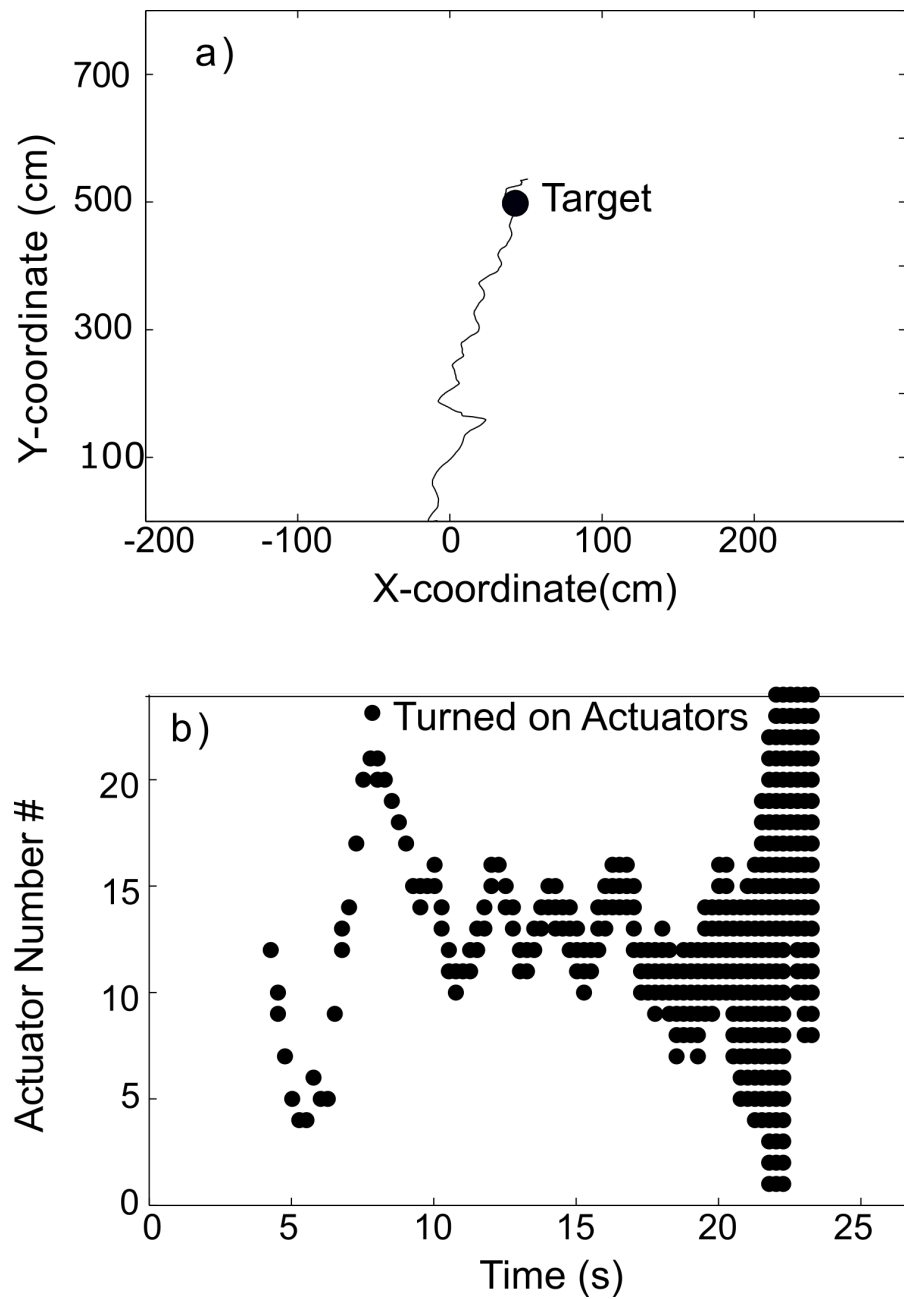 a)
700
500
300
100
Y-coordinate (cm)
Target
-200 -100 0 100 200
X-coordinate(cm)
b)
Turned on Actuators
20
15
10
5
0
Actuator Number #
0 5 10 15 20 25
Time (s)